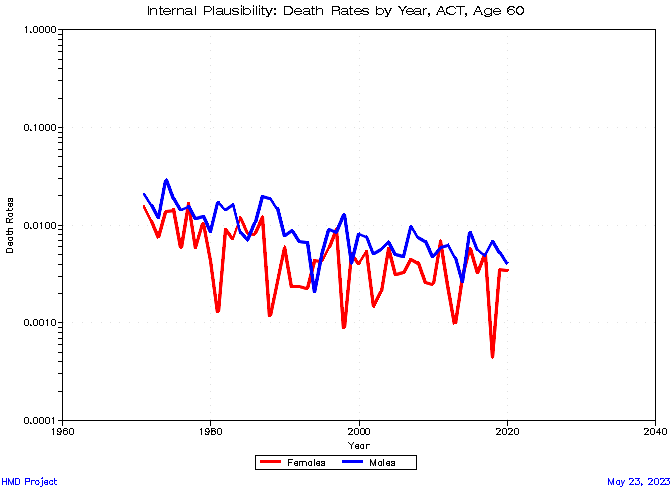 Internal Plausibility: Death Rates by Year, ACT, Age 60
1.0000
0.1000
0.0100
0.0010
0.0001
Death Rates
1960
1980
2000
2020
2040
Year
Females
Males
HMD Project
May 23, 2023